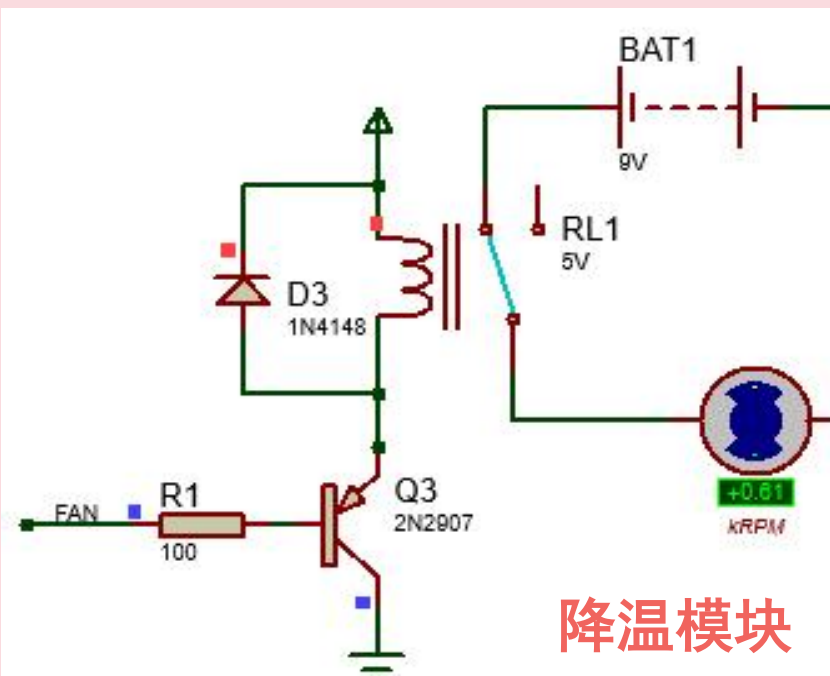 BAT1
9V
RL1
5V
D3
1N4148
FAN
R1
100
Q3
2N2907
+0.61
kRPM
降温模块